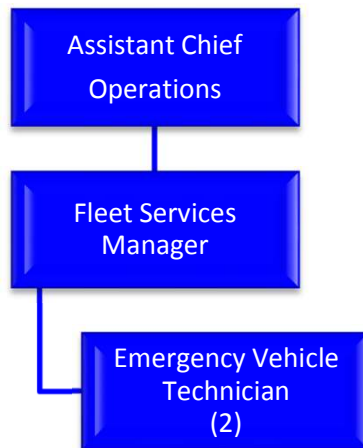 Assistant Chief
Operations
Fleet Services
Manager
Emergency Vehicle
Technician
(2)